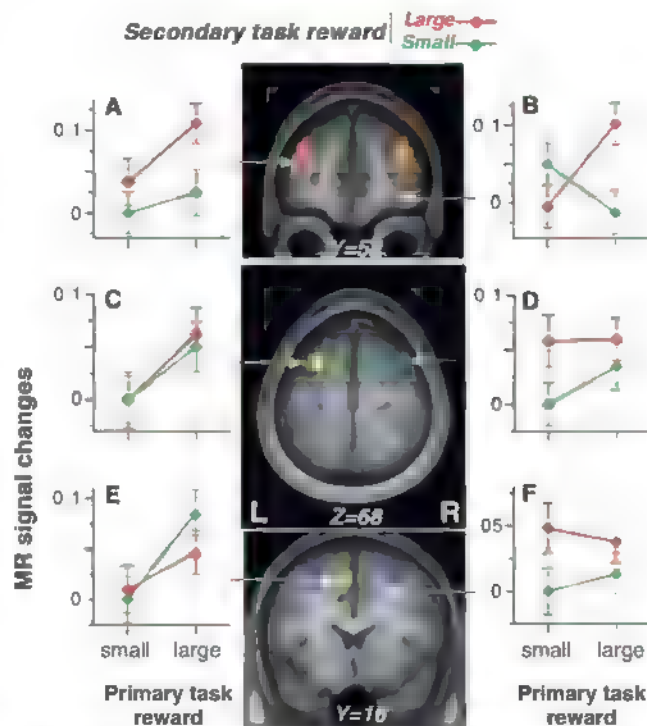 Secondary task reward
Large
Small
A
B
0 1
0 1
0
0
C
D
0 1
0 1
0
0
MR signal changes
L
Z=68
R
E
F
0 1
05
0
0
small large
small large
Primary task
reward
Y=16
Primary task
reward